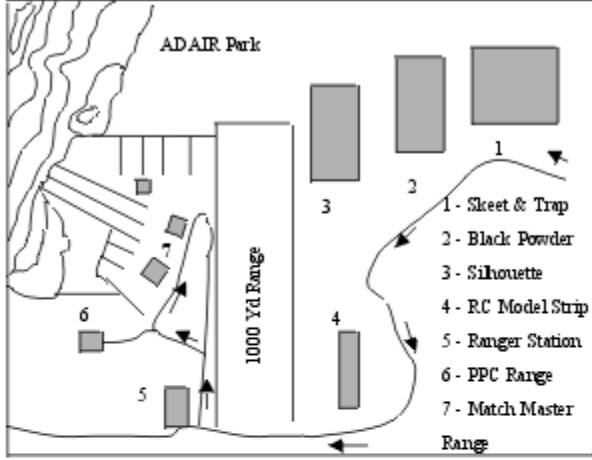 ADAIR Park
1
2
3
1 - Skeet & Trap
2 - Black Powder
3 - Silhouette
4 - RC Model Strip
5 - Ranger Station
6 - PPC Range
7 - Match Master
Range
7
1000 Yd Range
6
4
5